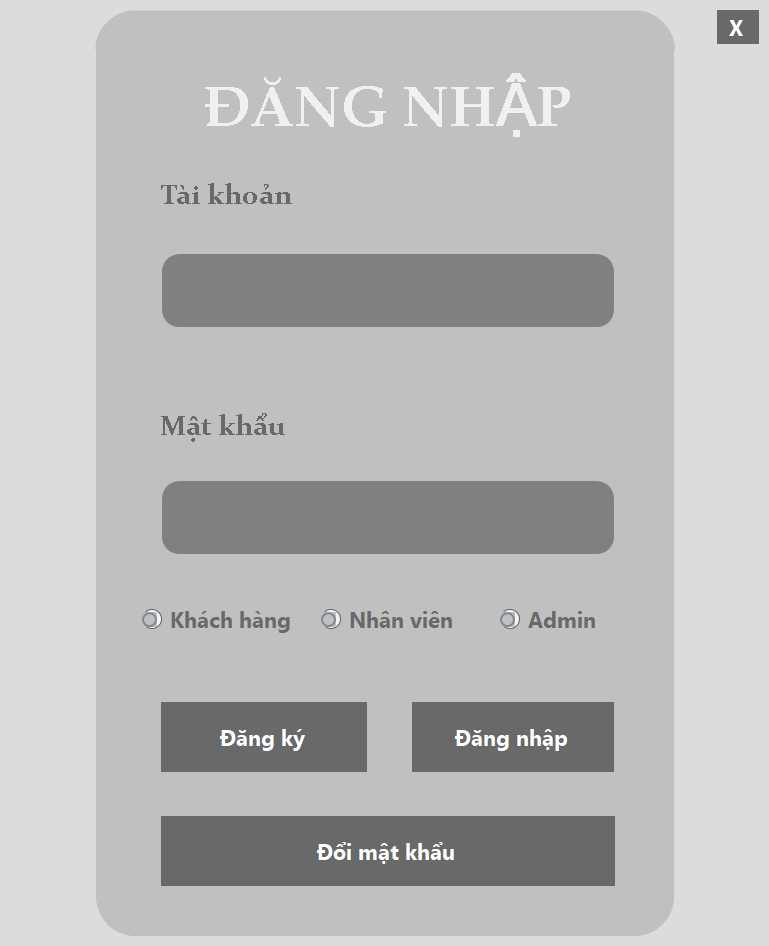 X
ĐĂNG NHẬP
Tài khoản
Mật khẩu
Khách hàng Nhân viên Admin
Đăng ký Đăng nhập
Đổi mật khẩu